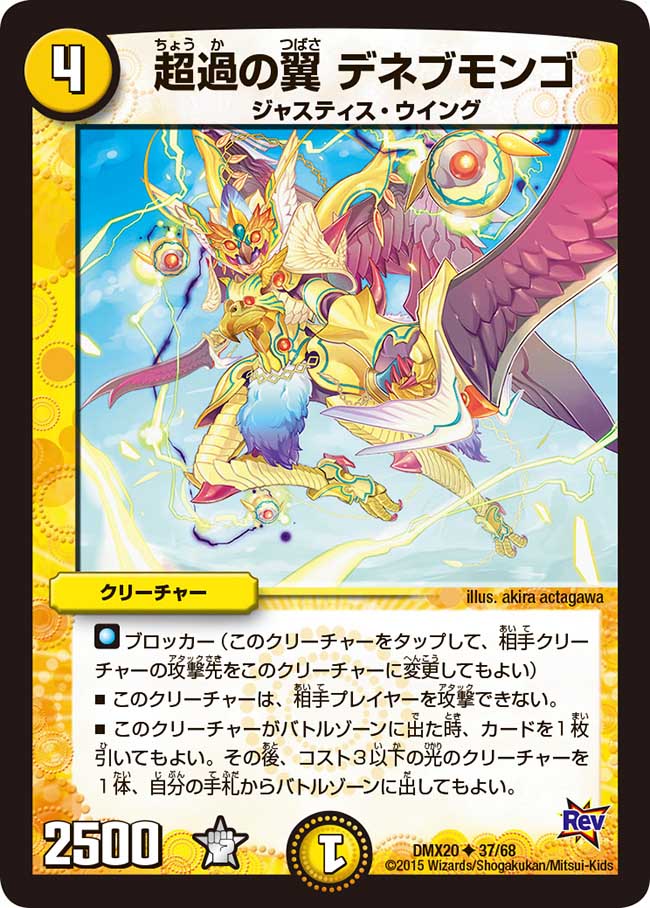 4
超過の翼 デネブモンゴ
ちょう か つばさ
ジャスティス・ウイング
クリーチャー
illus. akira actagawa
ブロッカー(このクリーチャーをタップして、相手クリー
チャーの攻撃先をこのクリーチャーに変更してもよい)
■ このクリーチャーは、相手プレイヤーを攻撃できない。
■ このクリーチャーがバトルゾーンに出た時、カードを1枚
引いてもよい。その後、コスト3以下の光のクリーチャーを
1体、自分の手札からバトルゾーンに出してもよい。
Rev
2500
1
DMX20 ◆ 37/68
©2015 Wizards/Shogakukan/Mitsui-Kids